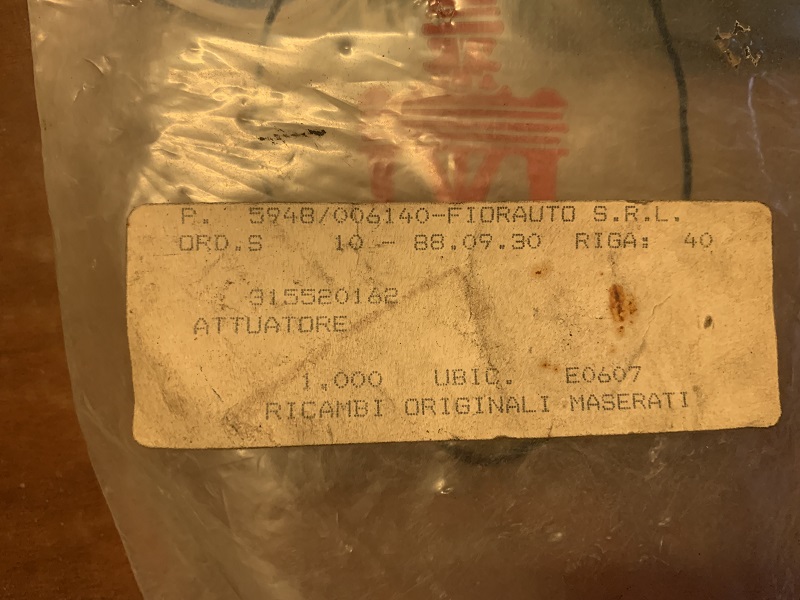 P. 5948/006140-FIORAUTO S.R.L.
ORD.S 10 - 88.09.30 RIGA: 40
315520162
ATTUATORE
1.000 UBIC. E0607
RICAMBI ORIGINALI MASERATI